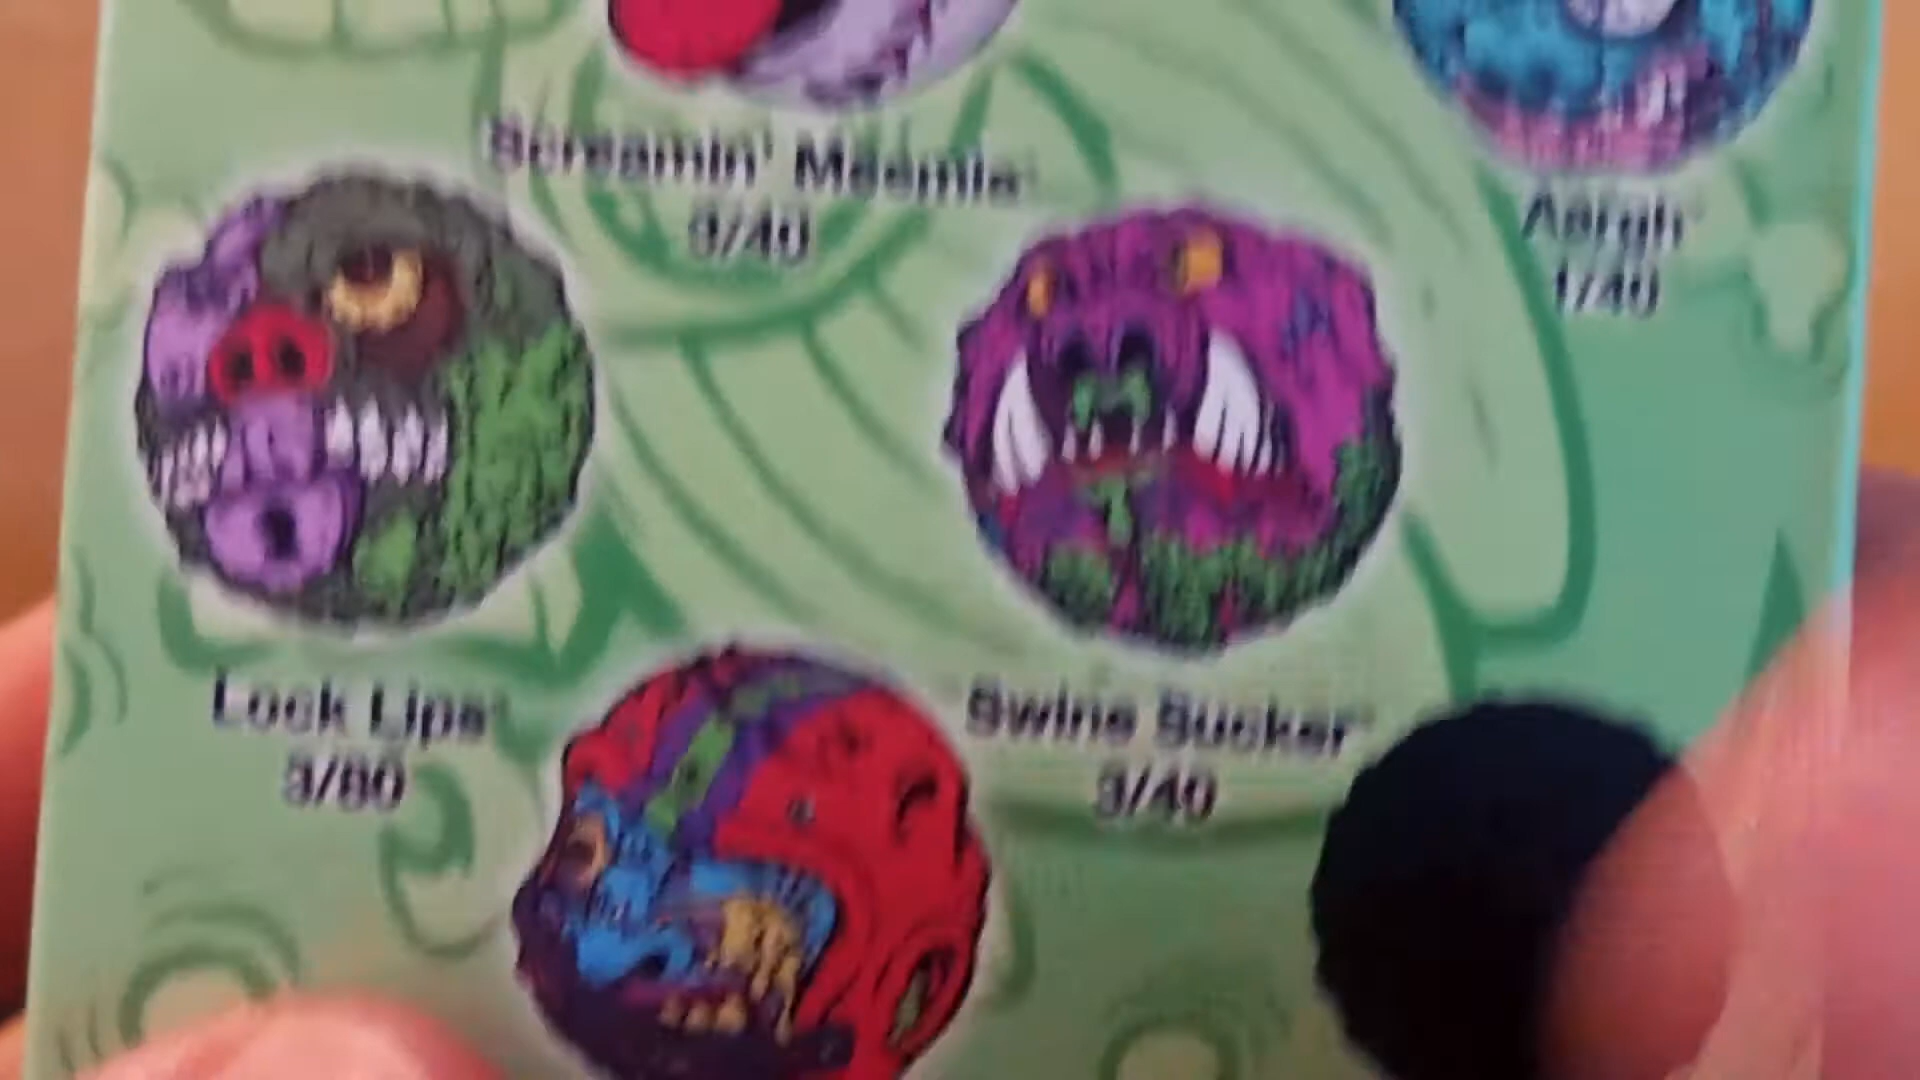 Screamin' Meemie
3/40
Aargh
1/40
Lock Lips
3/80
Swine Sucker
3/40